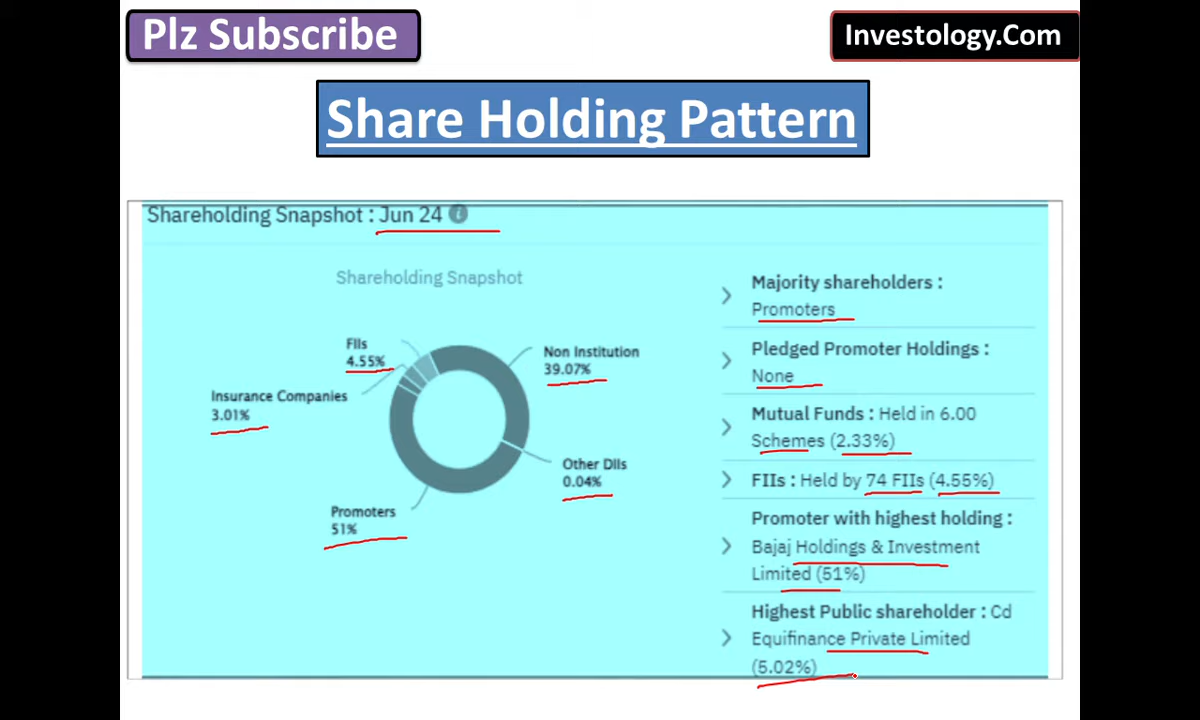 Plz Subscribe
Investology.Com
Share Holding Pattern
Shareholding Snapshot : Jun 24
Shareholding Snapshot
FIIs
4.55%
Non Institution
39.07%
Insurance Companies
3.01%
Other DIIs
0.04%
Promoters
51%
Majority shareholders :
Promoters
Pledged Promoter Holdings :
None
Mutual Funds : Held in 6.00
Schemes (2.33%)
FIIs : Held by 74 FIIs (4.55%)
Promoter with highest holding :
Bajaj Holdings & Investment
Limited (51%)
Highest Public shareholder : Cd
Equifinance Private Limited
(5.02%)